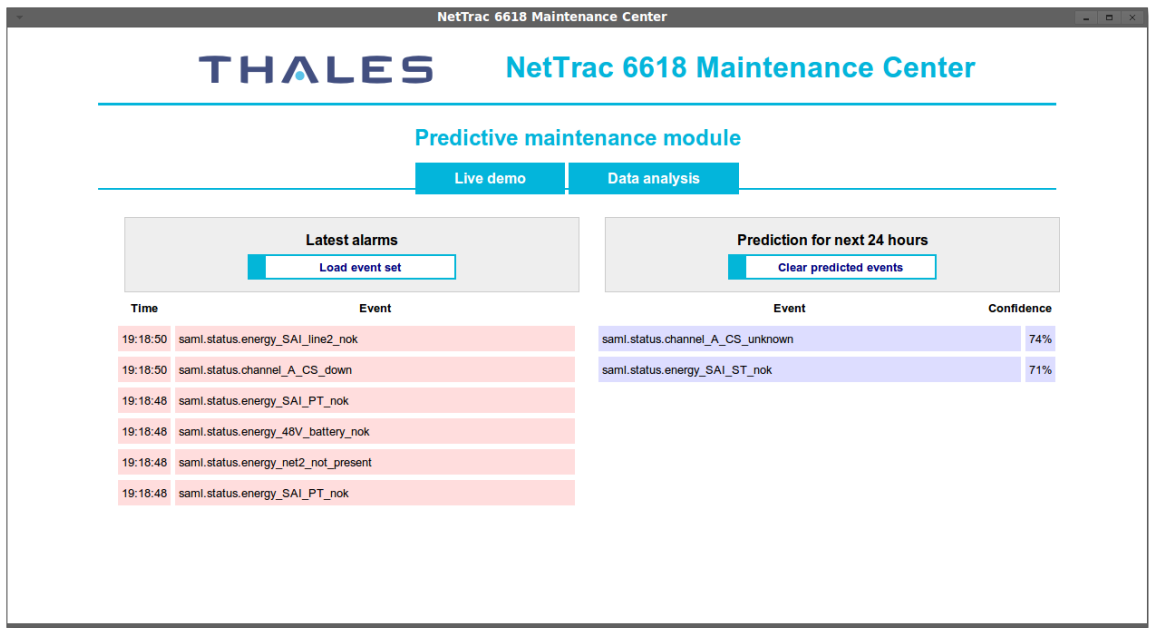 NetTrac 6618 Maintenance Center
THALES NetTrac 6618 Maintenance Center
Predictive maintenance module
Live demo Data analysis
Latest alarms
Load event set
Time Event
19:18:50 saml.status.energy_SAI_line2_nok
19:18:50 saml.status.channel_A_CS_down
19:18:48 saml.status.energy_SAI_PT_nok
19:18:48 saml.status.energy_48V_battery_nok
19:18:48 saml.status.energy_net2_not_present
19:18:48 saml.status.energy_SAI_PT_nok
Prediction for next 24 hours
Clear predicted events
Event Confidence
saml.status.channel_A_CS_unknown 74%
saml.status.energy_SAI_ST_nok 71%